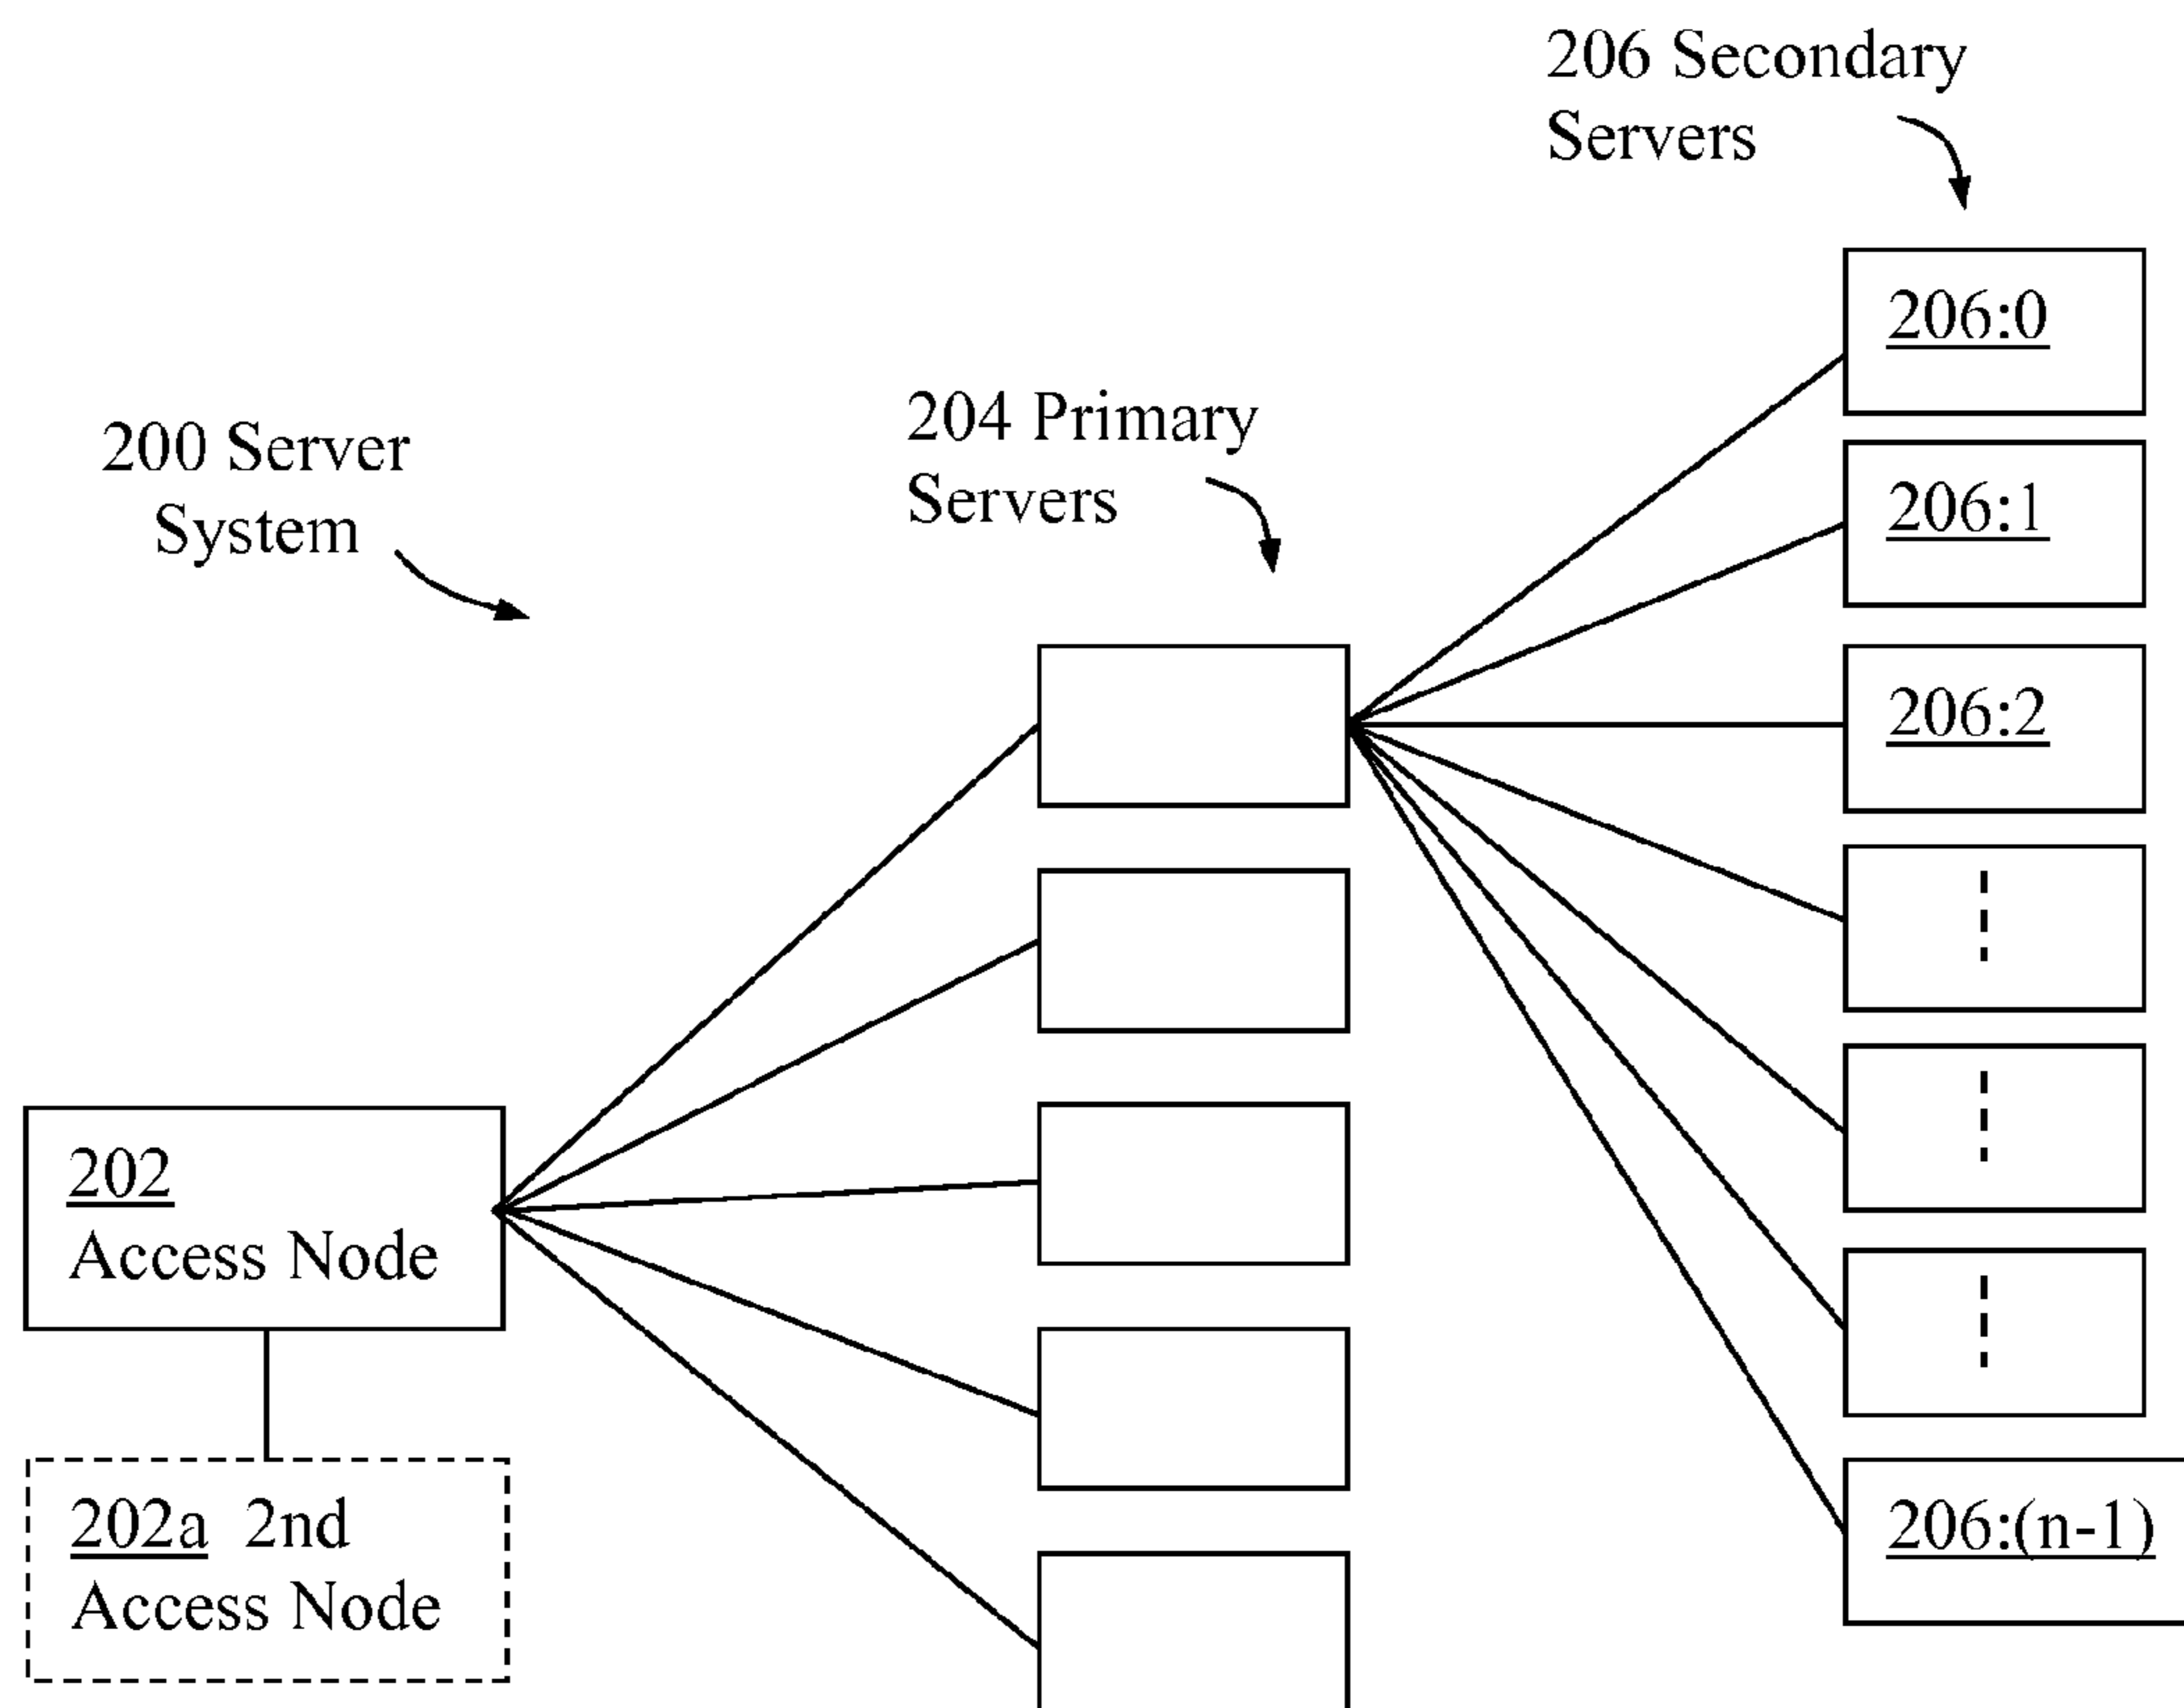 206 Secondary
Servers
206:0
204 Primary
Servers
200 Server
System
206:1
206:2
202
Access Node
202a 2nd
Access Node
206:(n-1)